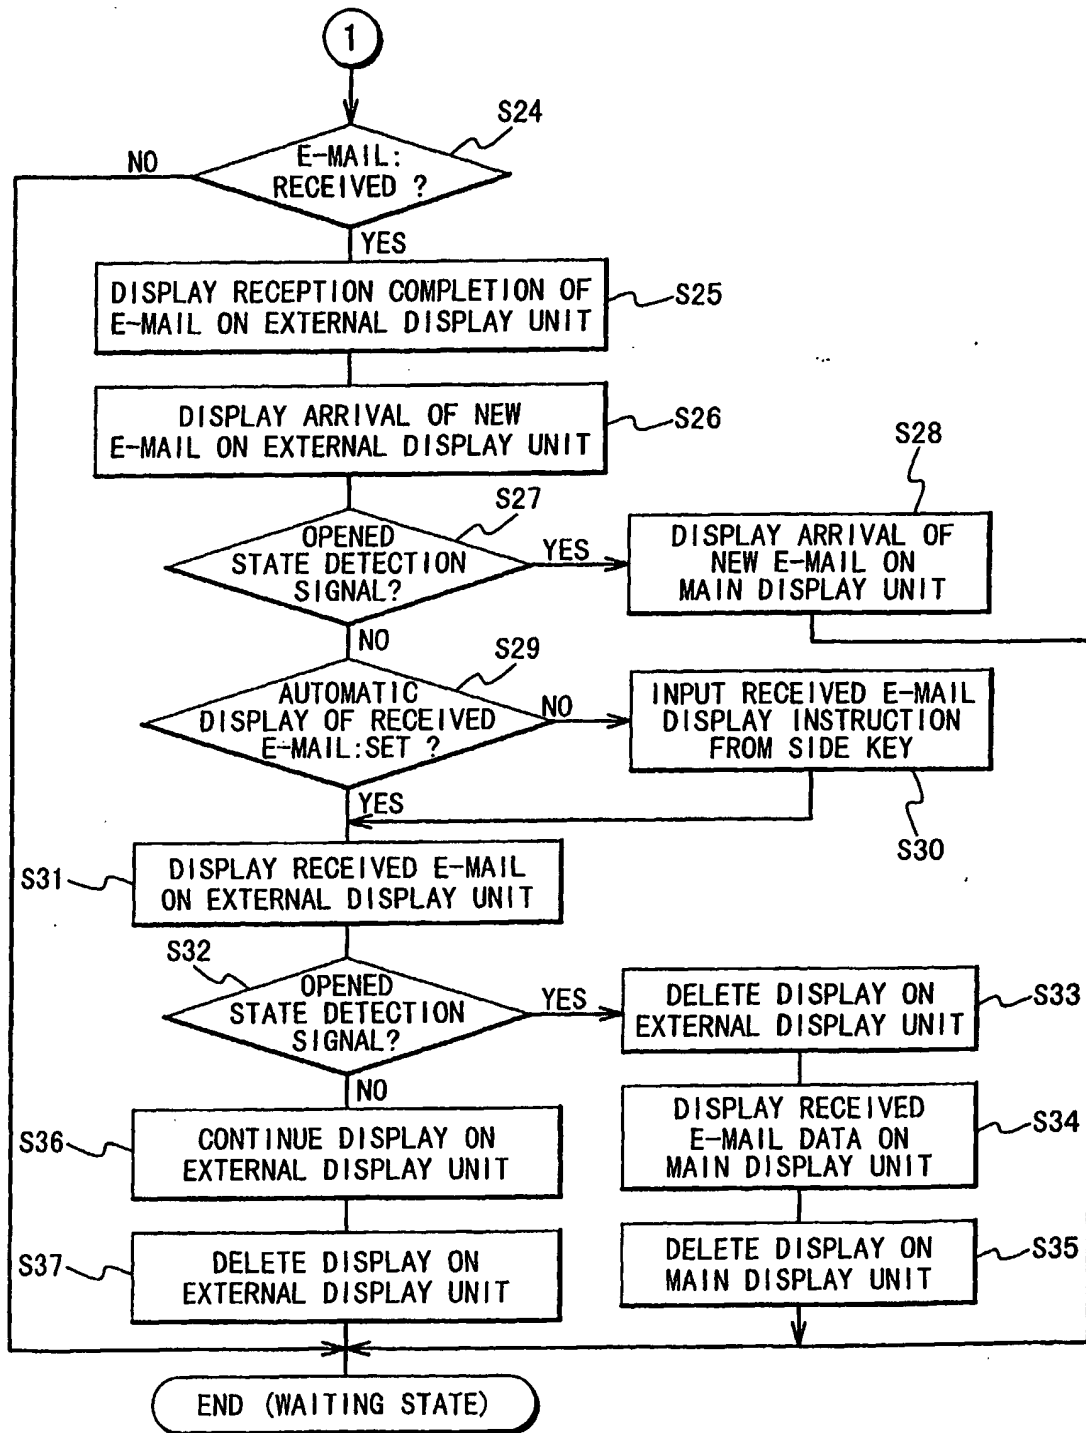 1
S24
NO
E-MAIL:
RECEIVED ?
YES
DISPLAY RECEPTION COMPLETION OF
E-MAIL ON EXTERNAL DISPLAY UNIT
S25
DISPLAY ARRIVAL OF NEW
E-MAIL ON EXTERNAL DISPLAY UNIT
S26
S27
OPENED
STATE DETECTION
SIGNAL?
YES
S28
DISPLAY ARRIVAL OF
NEW E-MAIL ON
MAIN DISPLAY UNIT
NO
S29
AUTOMATIC
DISPLAY OF RECEIVED
E-MAIL:SET ?
NO
INPUT RECEIVED E-MAIL
DISPLAY INSTRUCTION
FROM SIDE KEY
S30
YES
S31
DISPLAY RECEIVED E-MAIL
ON EXTERNAL DISPLAY UNIT
S32
OPENED
STATE DETECTION
SIGNAL?
YES
DELETE DISPLAY ON
EXTERNAL DISPLAY UNIT
S33
NO
DISPLAY RECEIVED
E-MAIL DATA ON
MAIN DISPLAY UNIT
S34
S36
CONTINUE DISPLAY ON
EXTERNAL DISPLAY UNIT
DELETE DISPLAY ON
MAIN DISPLAY UNIT
S35
S37
DELETE DISPLAY ON
EXTERNAL DISPLAY UNIT
END (WAITING STATE)